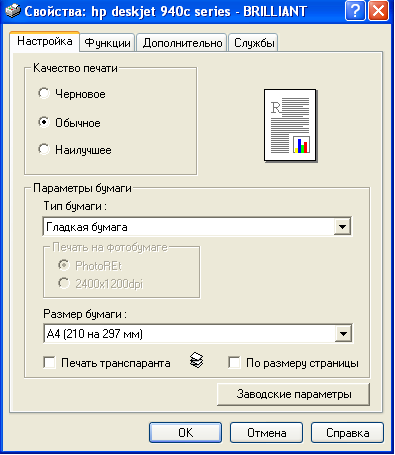 Свойства: hp deskjet 940c series - BRILLIANT
Настройка Функции Дополнительно Службы
Качество печати
Черновое
Обычное
Наилучшее
R
Параметры бумаги
Тип бумаги :
Гладкая бумага
Печать на фотобумаге
PhotoREt
2400x1200dpi
Размер бумаги :
A4 (210 на 297 мм)
Печать транспаранта По размеру страницы
Заводские параметры
OK Отмена Справка